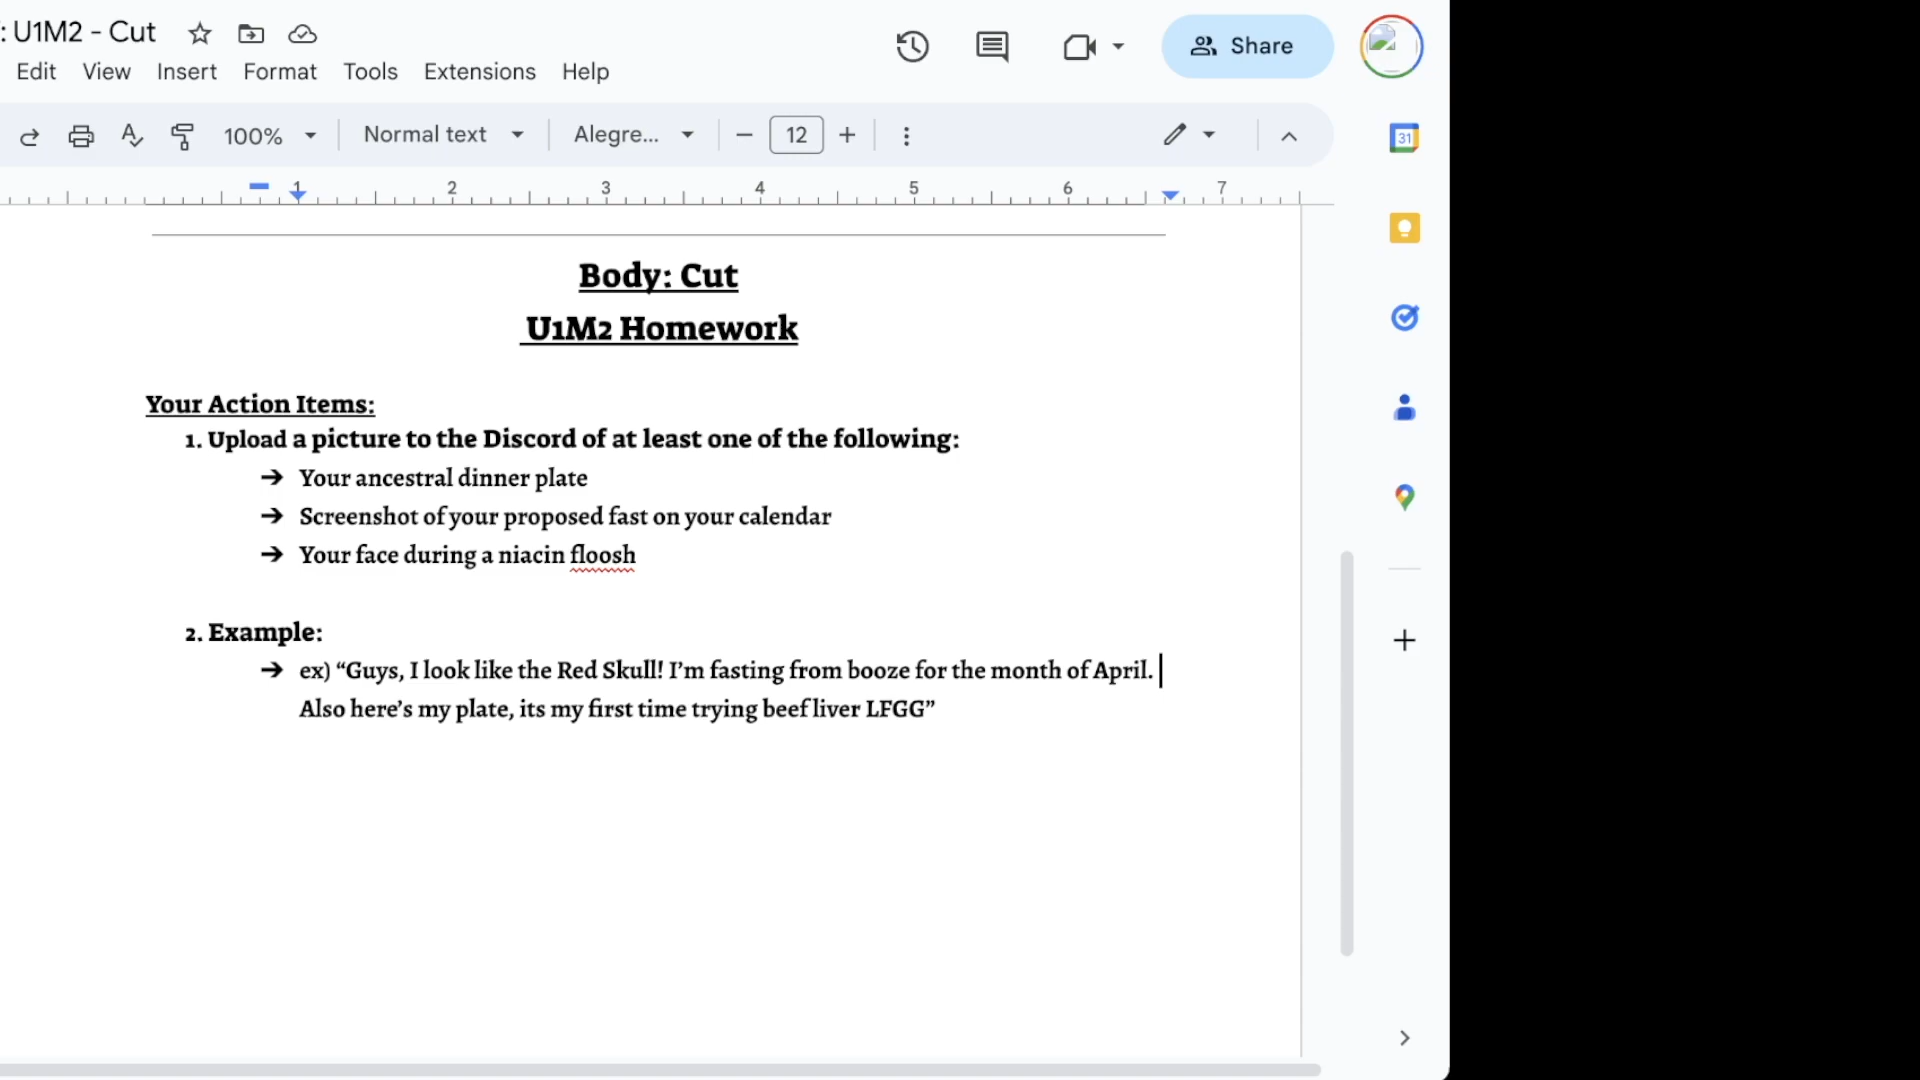 : U1M2 - Cut
Edit View Insert Format Tools Extensions Help
Share
100% Normal text Alegre... 12
31
1 2 3 4 5 6 7
Body: Cut
U1M2 Homework
Your Action Items:
1. Upload a picture to the Discord of at least one of the following:
➔ Your ancestral dinner plate
➔ Screenshot of your proposed fast on your calendar
➔ Your face during a niacin floosh
2. Example:
➔ ex) “Guys, I look like the Red Skull! I’m fasting from booze for the month of April.
Also here’s my plate, its my first time trying beef liver LFGG”